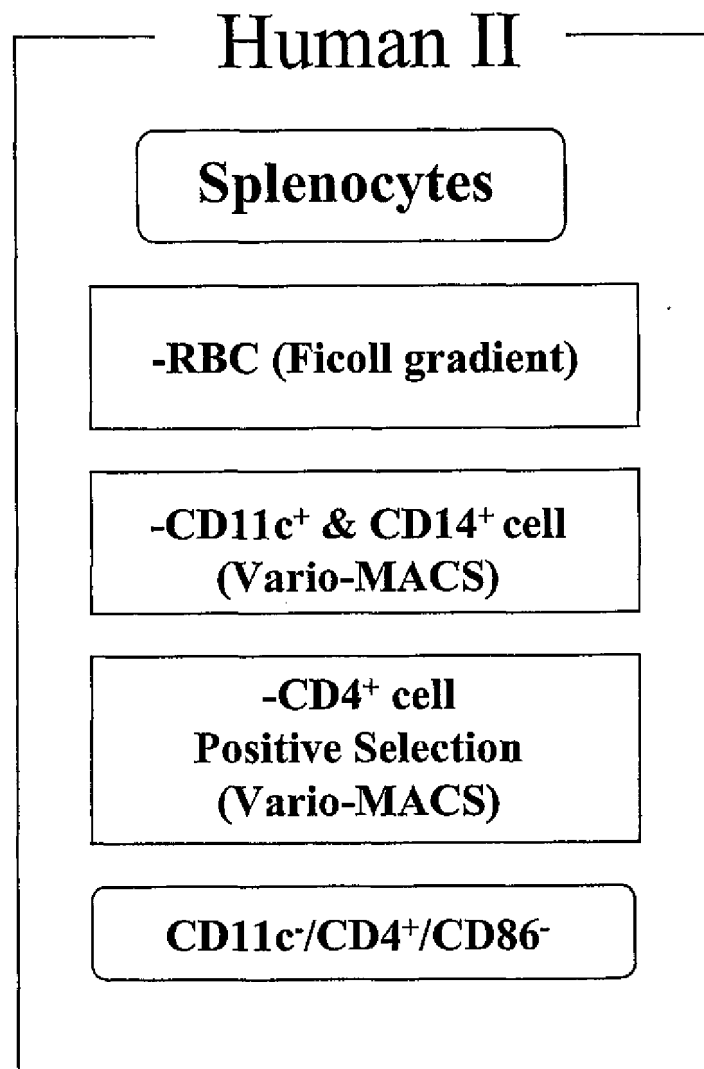 Human II
Splenocytes
-RBC (Ficoll gradient)
-CD11c⁺ & CD14⁺ cell
(Vario-MACS)
-CD4⁺ cell
Positive Selection
(Vario-MACS)
CD11c⁻/CD4⁺/CD86⁻